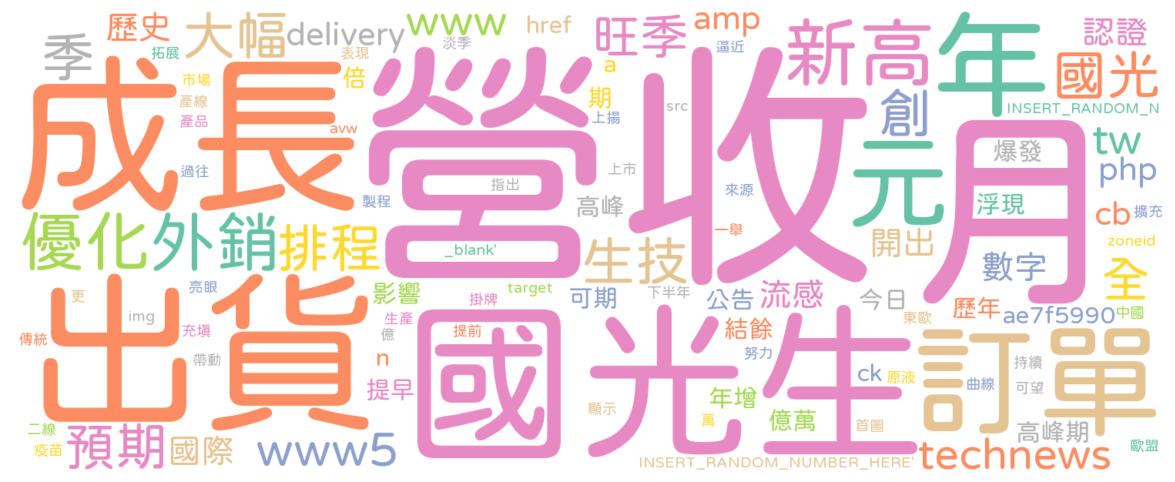 歷史
大幅
delivery
www
href
旺季
amp
新高
年
認證
季
拓展
淡季
表現
逼近
國光
市場
倍
a
期
創
成長
營收
月
產線
src
上揚
INSERT_RANDOM_N
產品
avw
元
爆發
tw
過往
指出
上市
php
製程
高峰
來源
浮現
cb
擴充
優化
外銷
排程
_blank'
生技
一舉
開出
zoneid
數字
全
更
亮眼
影響
掛牌
target
可期
下半年
公告
流感
今日
歷年
ae7f5990
中國
出貨
img
充填
生產
億
提前
國光生
結餘
東歐
訂單
傳統
帶動
n
努力
ck
原液
曲線
持續
提早
可望
年增
二線
顯示
萬
億萬
首圖
高峰期
疫苗
預期
國際
www5
INSERT_RANDOM_NUMBER_HERE'
technews
歐盟